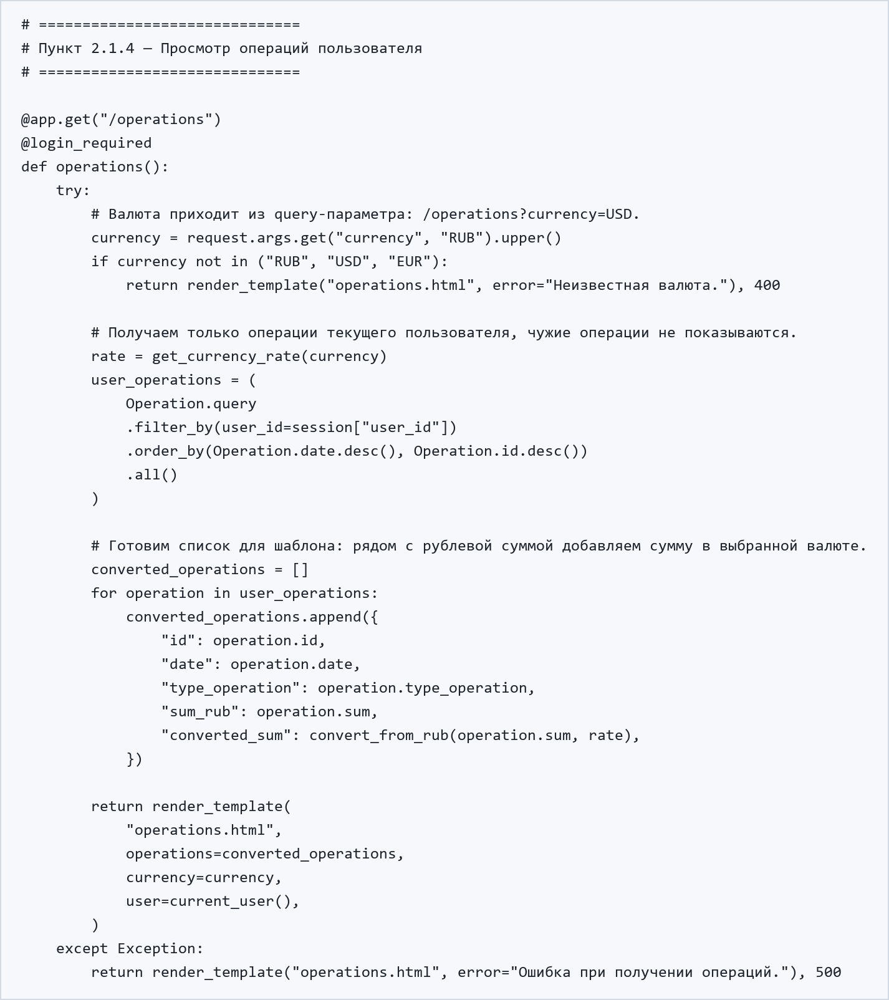 # ==============================
# Пункт 2.1.4 — Просмотр операций пользователя
# ==============================

@app.get("/operations")
@login_required
def operations():
    try:
        # Валюта приходит из query-параметра: /operations?currency=USD.
        currency = request.args.get("currency", "RUB").upper()
        if currency not in ("RUB", "USD", "EUR"):
            return render_template("operations.html", error="Неизвестная валюта."), 400

        # Получаем только операции текущего пользователя, чужие операции не показываются.
        rate = get_currency_rate(currency)
        user_operations = (
            Operation.query
            .filter_by(user_id=session["user_id"])
            .order_by(Operation.date.desc(), Operation.id.desc())
            .all()
        )

        # Готовим список для шаблона: рядом с рублевой суммой добавляем сумму в выбранной валюте.
        converted_operations = []
        for operation in user_operations:
            converted_operations.append({
                "id": operation.id,
                "date": operation.date,
                "type_operation": operation.type_operation,
                "sum_rub": operation.sum,
                "converted_sum": convert_from_rub(operation.sum, rate),
            })

        return render_template(
            "operations.html",
            operations=converted_operations,
            currency=currency,
            user=current_user(),
        )
    except Exception:
        return render_template("operations.html", error="Ошибка при получении операций."), 500